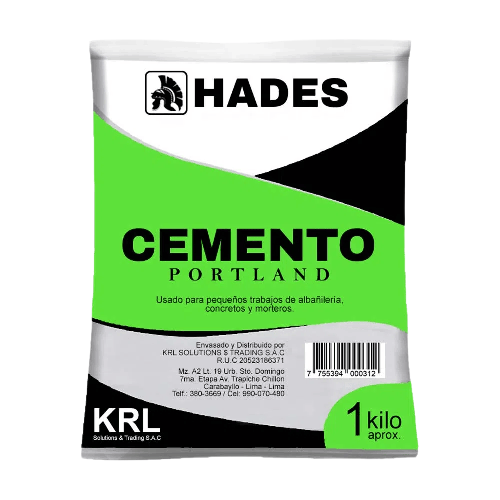 HADES
CEMENTO
PORTLAND
Usado para pequeños trabajos de albañilería,
concretos y morteros.
Envasado y Distribuido por
KRL SOLUTIONS $ TRADING S.A.C
R.U.C 20523186371
Mz. A2 Lt. 19 Urb. Sto. Domingo
7ma. Etapa Av. Trapiche Chillon
Carabayllo - Lima - Lima
Telf.: 380-3669 / Cel: 990-070-480
7 755394 000312
KRL
Solutions & Trading S.A.C
1 kilo
aprox.